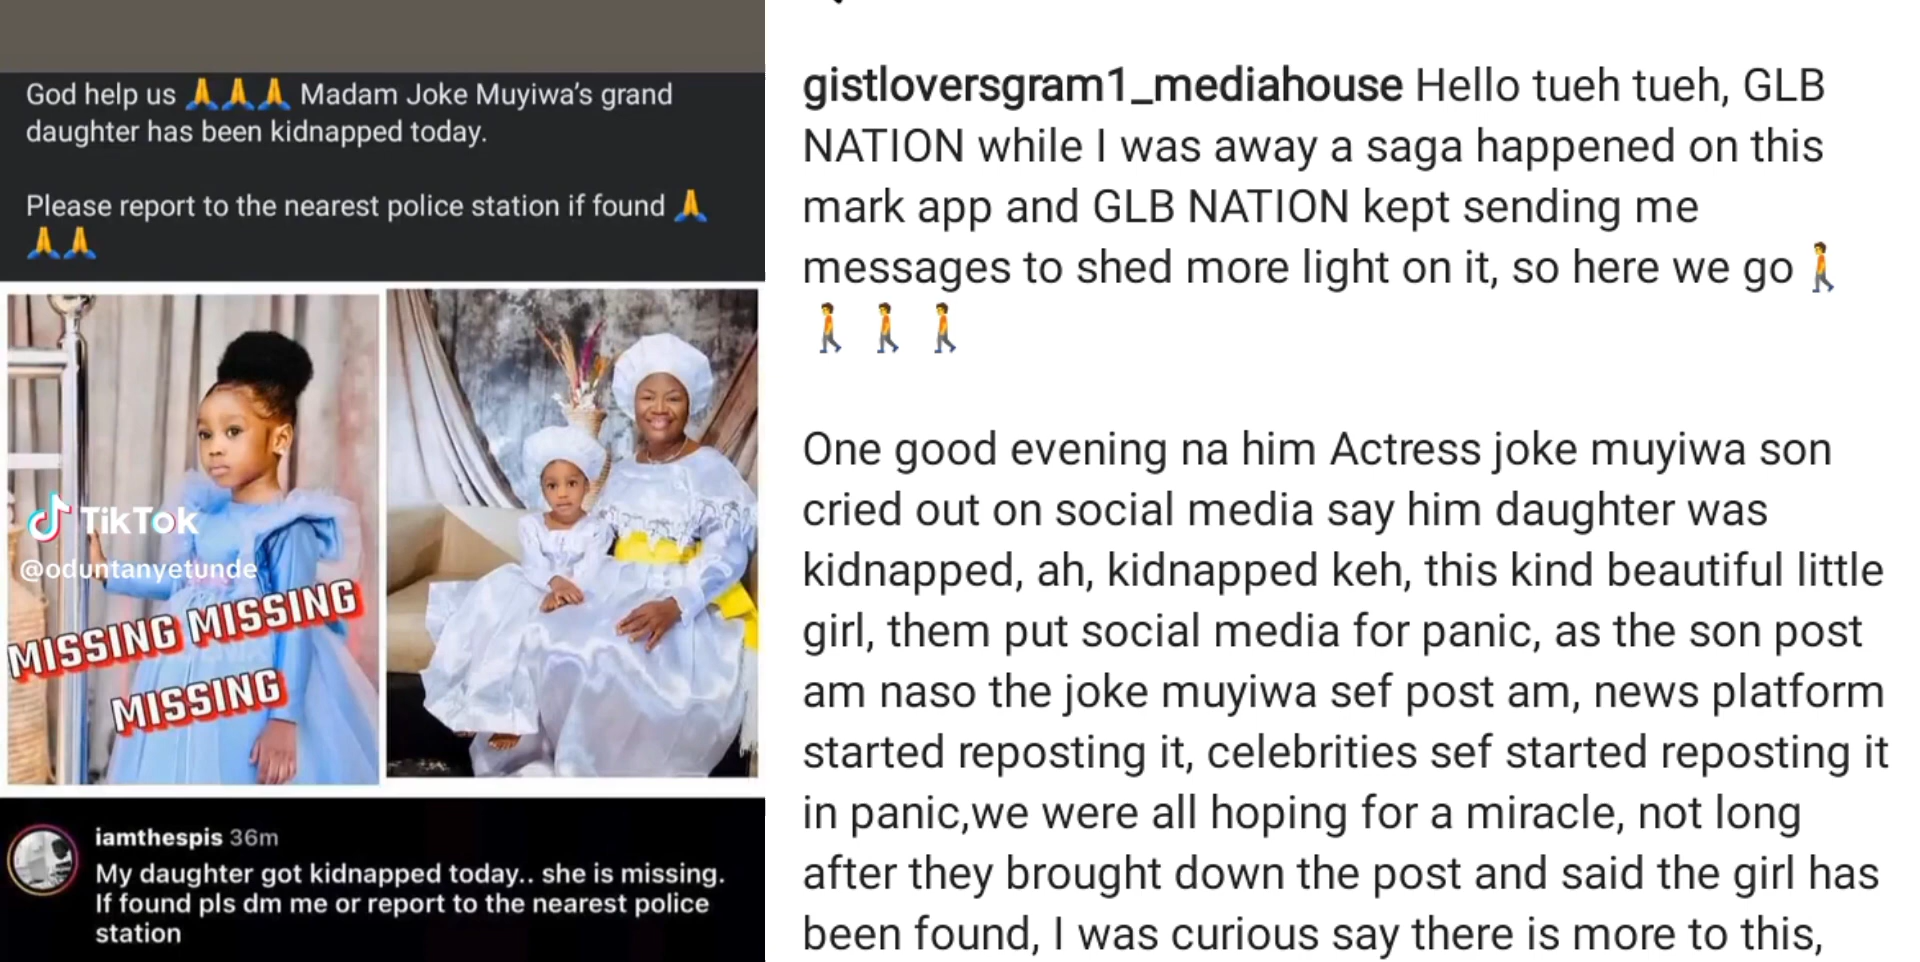 God help us 🙏🙏🙏 Madam Joke Muyiwa's grand
daughter has been kidnapped today.
Please report to the nearest police station if found 🙏
🙏🙏
TikTok
@oduntanyetunde
MISSING MISSING
MISSING
iamthespis 36m
My daughter got kidnapped today.. she is missing.
If found pls dm me or report to the nearest police
station
gistloversgram1_mediahouse Hello tueh tueh, GLB
NATION while I was away a saga happened on this
mark app and GLB NATION kept sending me
messages to shed more light on it, so here we go🚶
🚶🚶🚶
One good evening na him Actress joke muyiwa son
cried out on social media say him daughter was
kidnapped, ah, kidnapped keh, this kind beautiful little
girl, them put social media for panic, as the son post
am naso the joke muyiwa sef post am, news platform
started reposting it, celebrities sef started reposting it
in panic,we were all hoping for a miracle, not long
after they brought down the post and said the girl has
been found, I was curious say there is more to this,